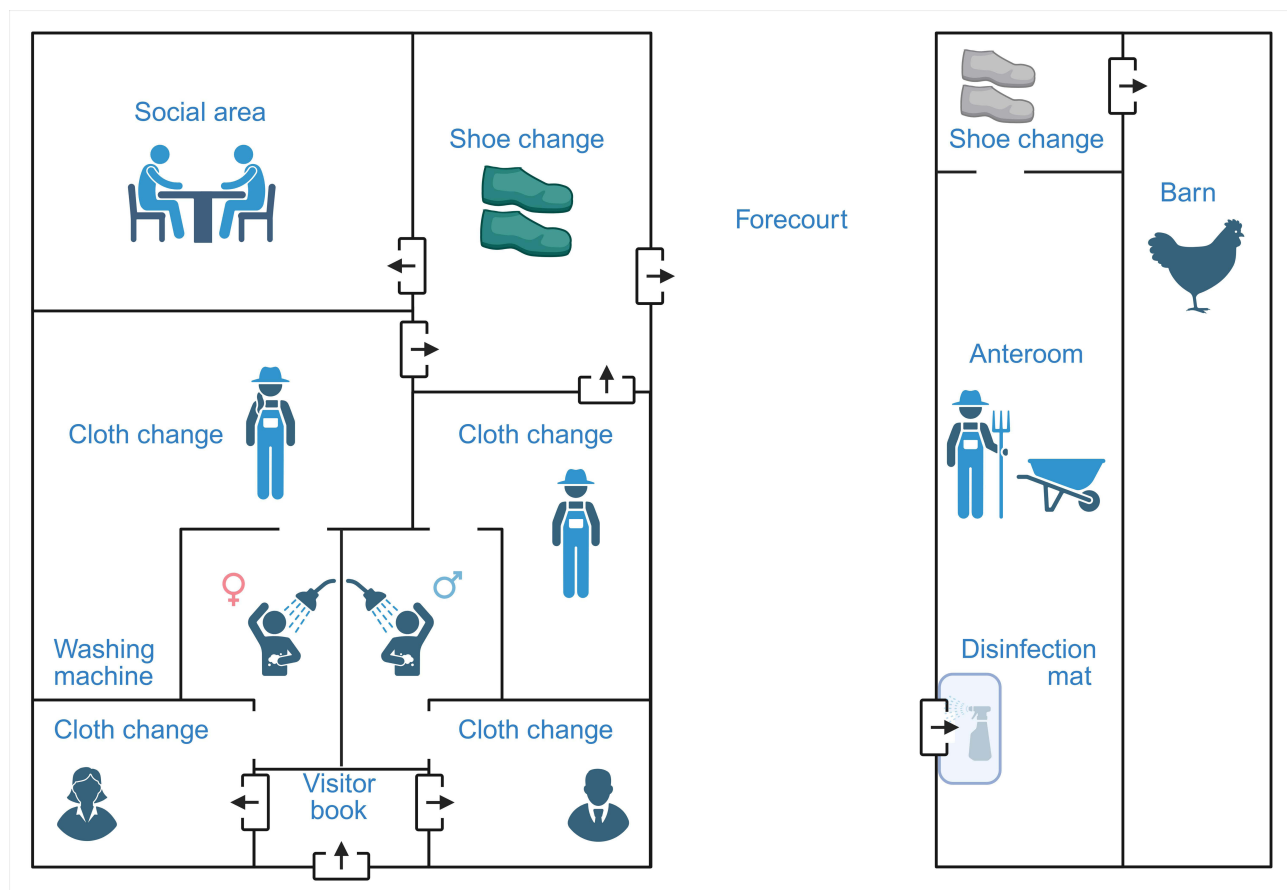 Social area
Shoe change
Forecourt
Shoe change
Barn
Anteroom
Cloth change
Cloth change
Washing
machine
Disinfection
mat
Cloth change
Cloth change
Visitor
book